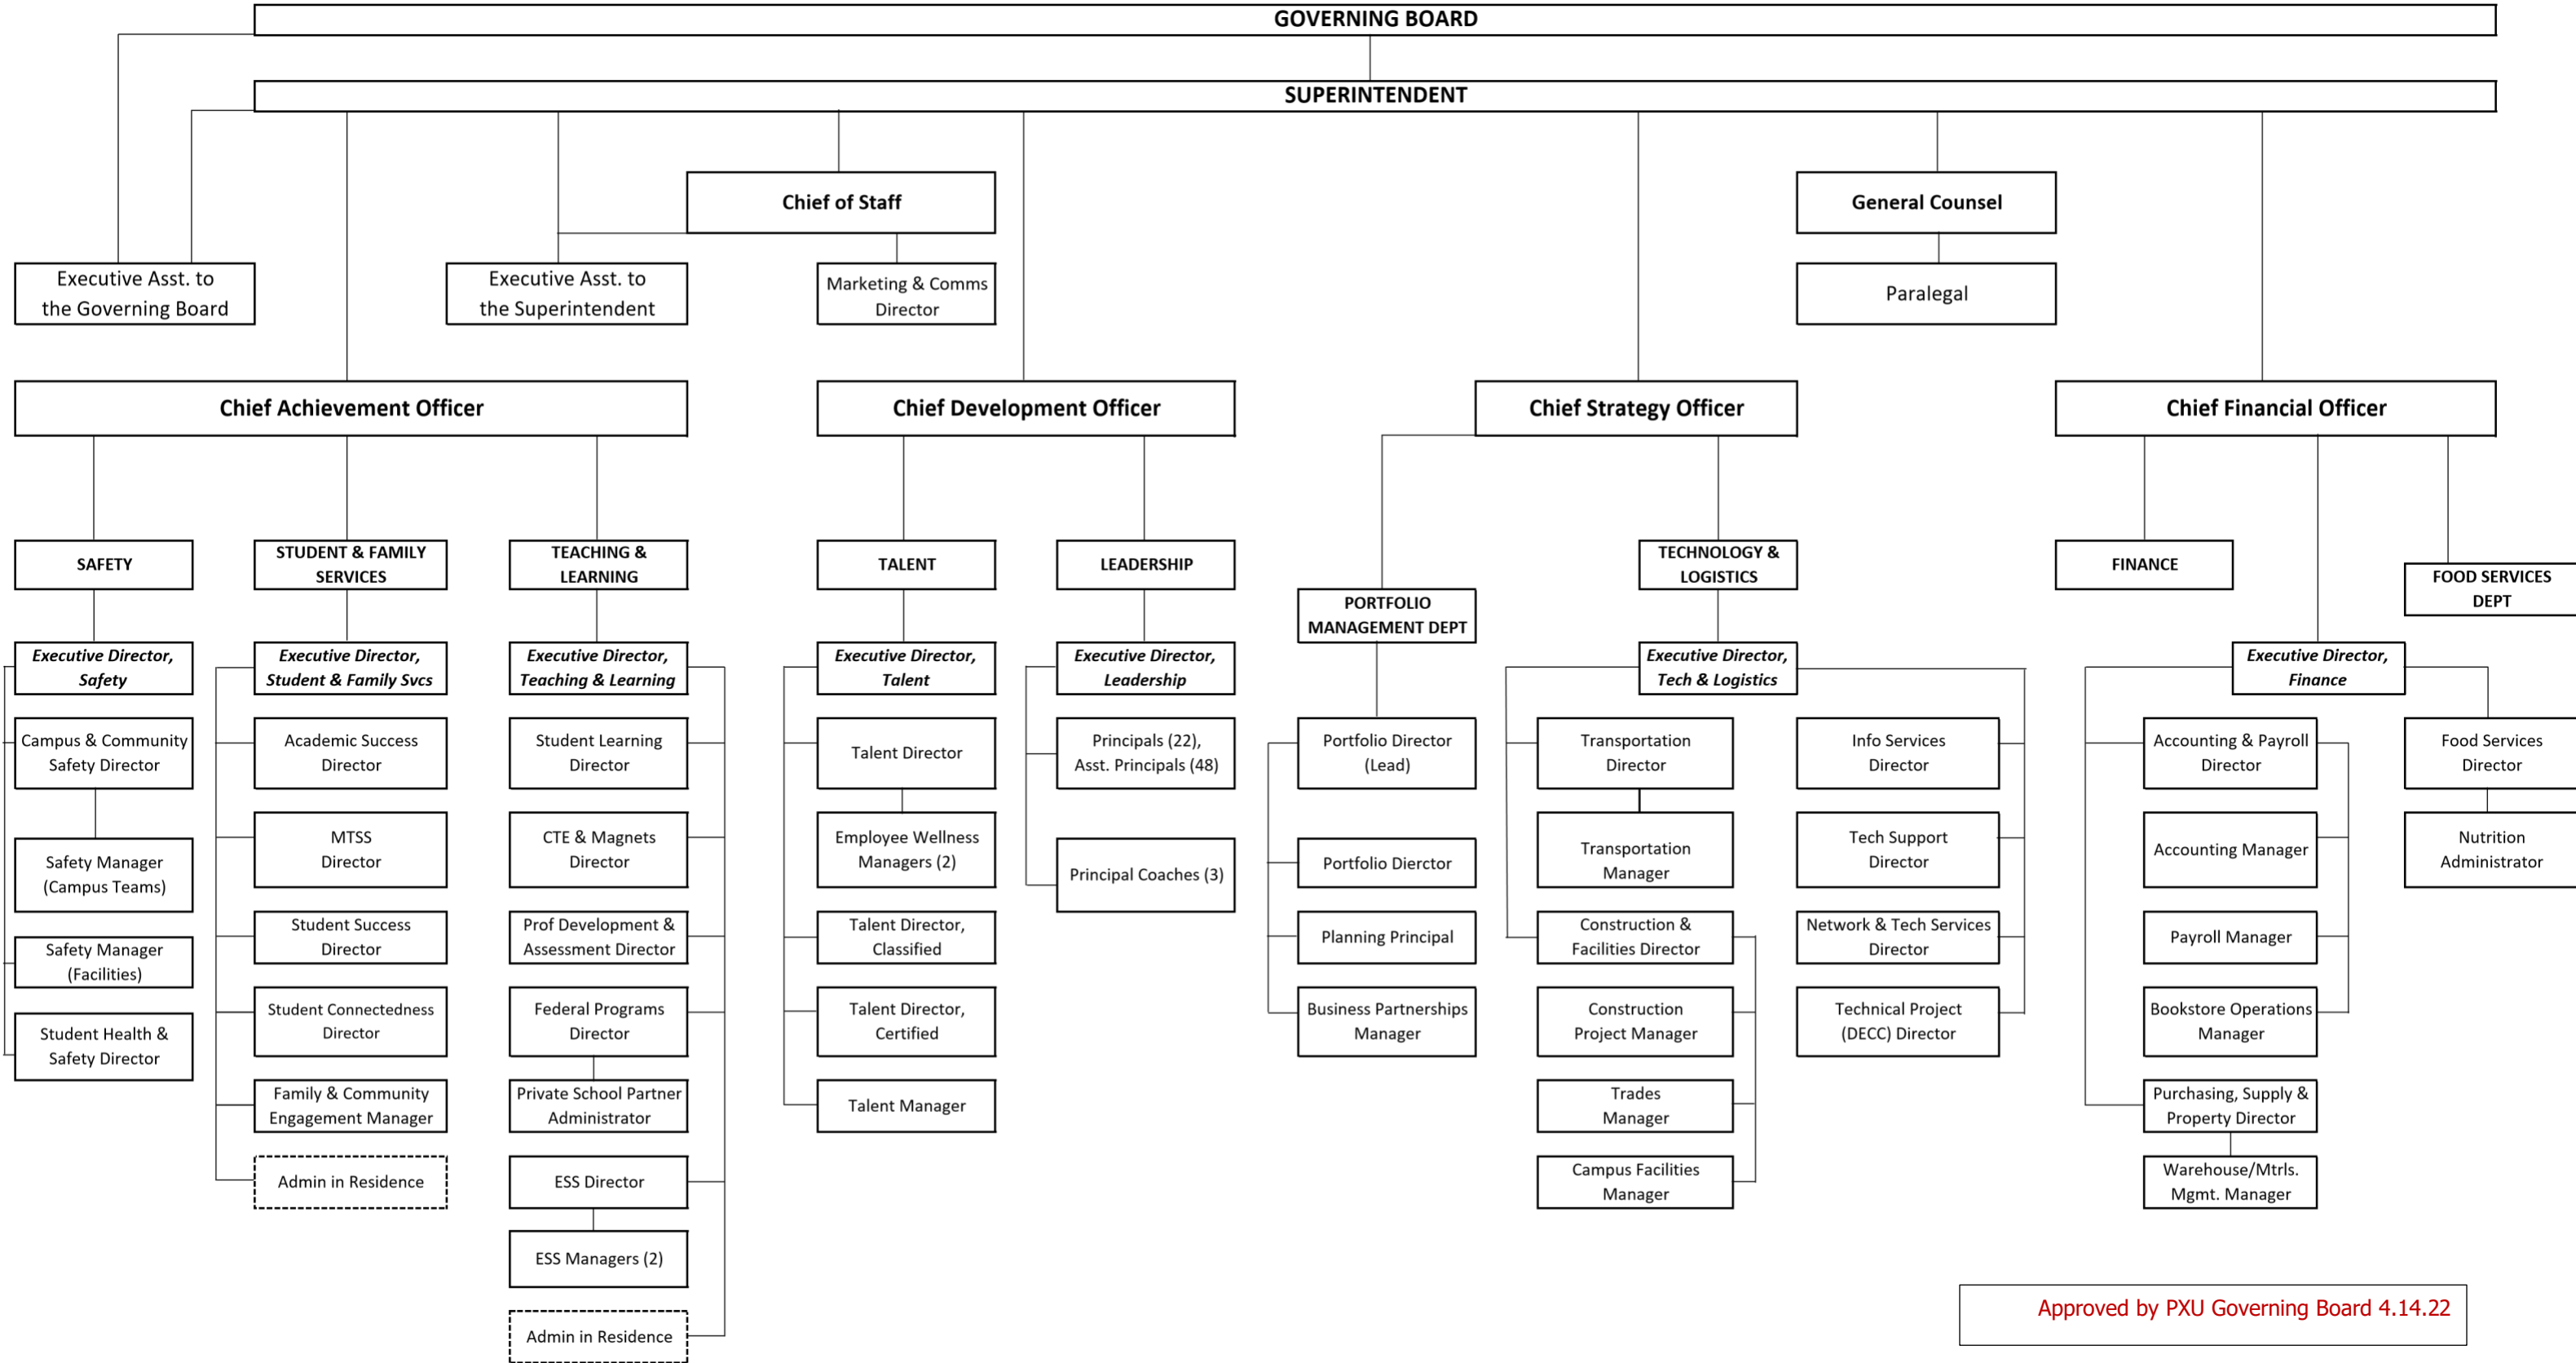 GOVERNING BOARD
SUPERINTENDENT
Chief of Staff
General Counsel
Executive Asst. to
the Governing Board
Executive Asst. to
the Superintendent
Marketing & Comms
Director
Paralegal
Chief Achievement Officer
Chief Development Officer
Chief Strategy Officer
Chief Financial Officer
SAFETY
Executive Director,
Safety
Campus & Community
Safety Director
Safety Manager
(Campus Teams)
Safety Manager
(Facilities)
Student Health &
Safety Director
STUDENT & FAMILY
SERVICES
Executive Director,
Student & Family Svcs
Academic Success
Director
MTSS
Director
Student Success
Director
Student Connectedness
Director
Family & Community
Engagement Manager
Admin in Residence
TEACHING &
LEARNING
Executive Director,
Teaching & Learning
Student Learning
Director
CTE & Magnets
Director
Prof Development &
Assessment Director
Federal Programs
Director
Private School Partner
Administrator
ESS Director
ESS Managers (2)
Admin in Residence
TALENT
Executive Director,
Talent
Talent Director
Employee Wellness
Managers (2)
Talent Director,
Classified
Talent Director,
Certified
Talent Manager
LEADERSHIP
Executive Director,
Leadership
Principals (22),
Asst. Principals (48)
Principal Coaches (3)
PORTFOLIO
MANAGEMENT DEPT
Portfolio Director
(Lead)
Portfolio Dierctor
Planning Principal
Business Partnerships
Manager
TECHNOLOGY &
LOGISTICS
Executive Director,
Tech & Logistics
Transportation
Director
Transportation
Manager
Construction &
Facilities Director
Construction
Project Manager
Trades
Manager
Campus Facilities
Manager
Info Services
Director
Tech Support
Director
Network & Tech Services
Director
Technical Project
(DECC) Director
FINANCE
Executive Director,
Finance
Accounting & Payroll
Director
Accounting Manager
Payroll Manager
Bookstore Operations
Manager
Purchasing, Supply &
Property Director
Warehouse/Mtrls.
Mgmt. Manager
FOOD SERVICES
DEPT
Food Services
Director
Nutrition
Administrator
Approved by PXU Governing Board 4.14.22